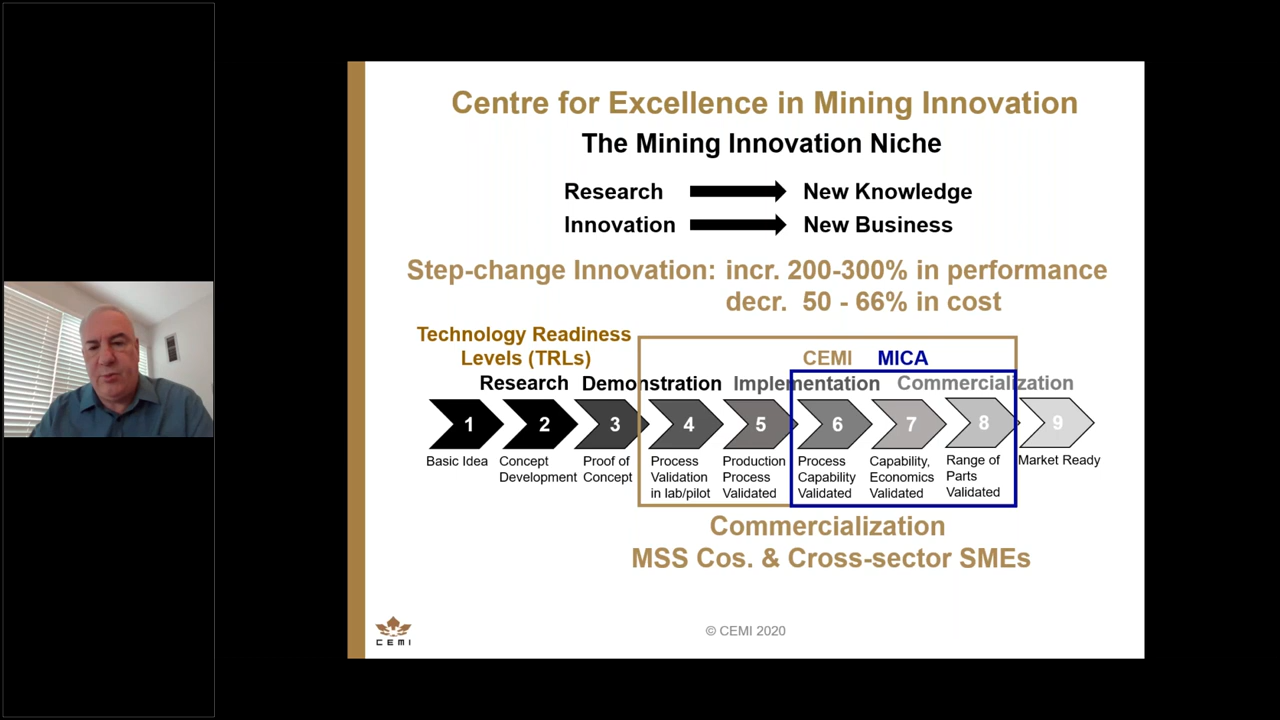 Centre for Excellence in Mining Innovation
The Mining Innovation Niche
Research New Knowledge
Innovation New Business
Step-change Innovation: incr. 200-300% in performance
decr. 50 - 66% in cost
Technology Readiness
Levels (TRLs)
CEMI MICA
Research Demonstration Implementation Commercialization
1 2 3 4 5 6 7 8 9
Basic Idea
Concept
Development
Proof of
Concept
Process
Validation
in lab/pilot
Production
Process
Validated
Process
Capability
Validated
Capability,
Economics
Validated
Range of
Parts
Validated
Market Ready
Commercialization
MSS Cos. & Cross-sector SMEs
CEMI
© CEMI 2020